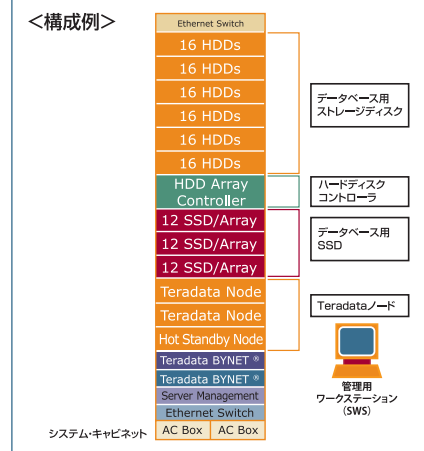 <構成例>
Ethernet Switch
16 HDDs
16 HDDs
16 HDDs
16 HDDs
16 HDDs
16 HDDs
データベース用
ストレージディスク
HDD Array
Controller
ハードディスク
コントローラ
12 SSD/Array
12 SSD/Array
12 SSD/Array
データベース用
SSD
Teradata Node
Teradata Node
Hot Standby Node
Teradataノード
Teradata BYNET ®
Teradata BYNET ®
Server Management
Ethernet Switch
管理用
ワークステーション
(SWS)
システム・キャビネット
AC Box AC Box